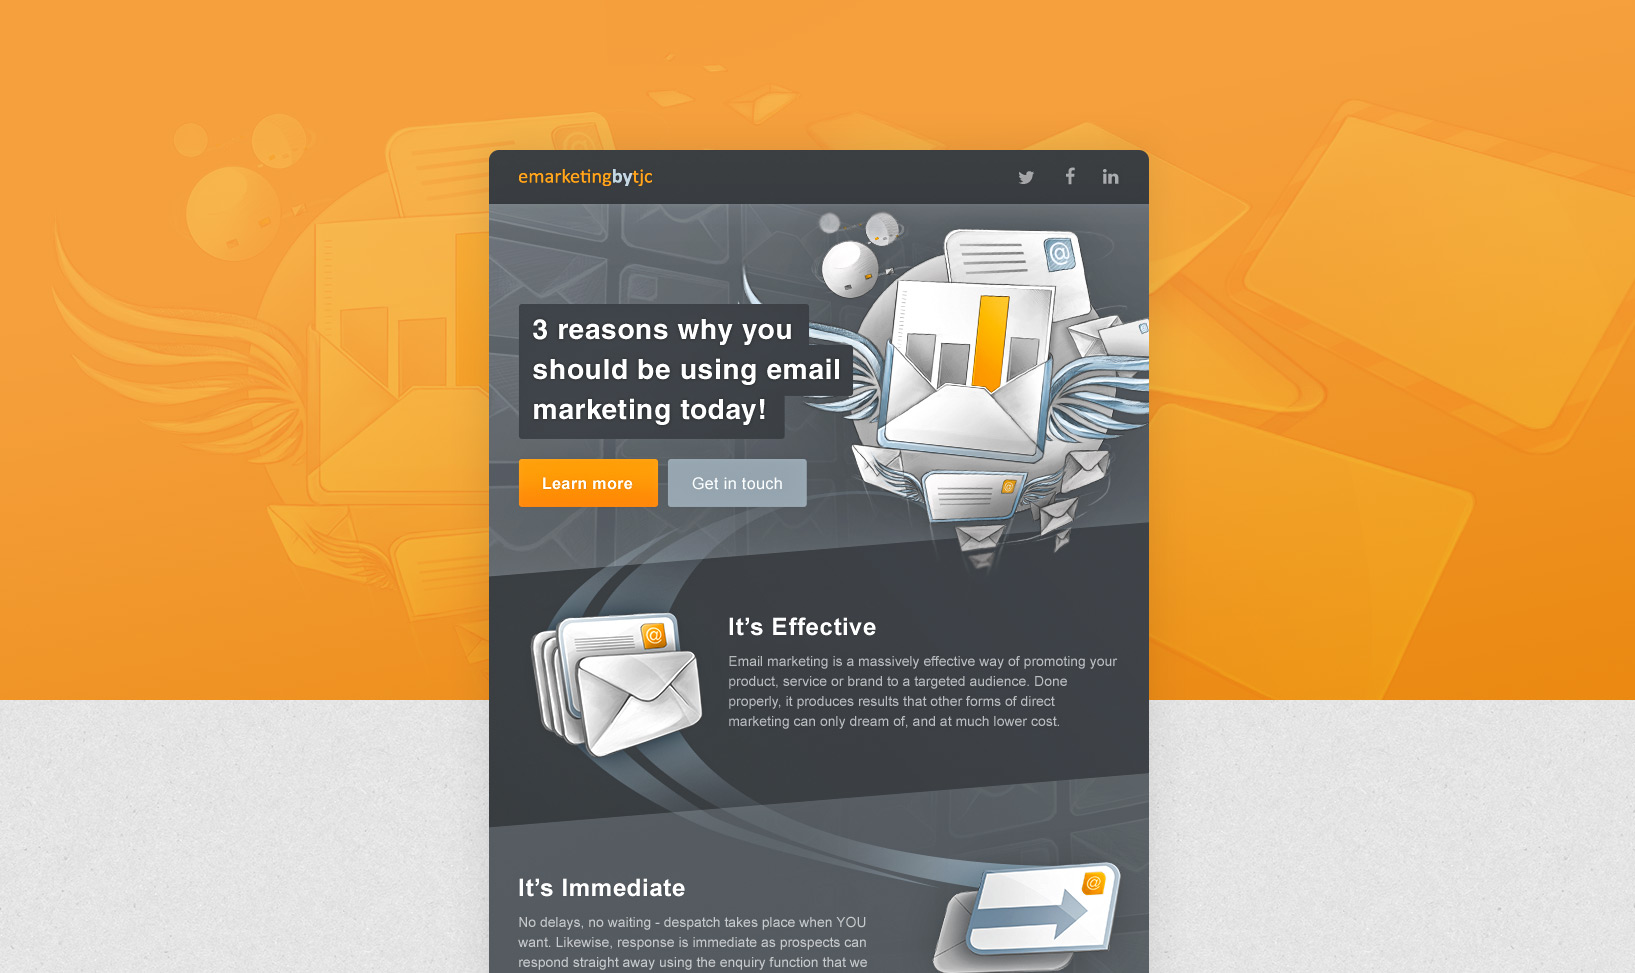 emarketingbytjc
3 reasons why you
should be using email
marketing today!
Learn more
Get in touch
It’s Effective
Email marketing is a massively effective way of promoting your
product, service or brand to a targeted audience. Done
properly, it produces results that other forms of direct
marketing can only dream of, and at much lower cost.
It’s Immediate
No delays, no waiting - despatch takes place when YOU
want. Likewise, response is immediate as prospects can
respond straight away using the enquiry function that we